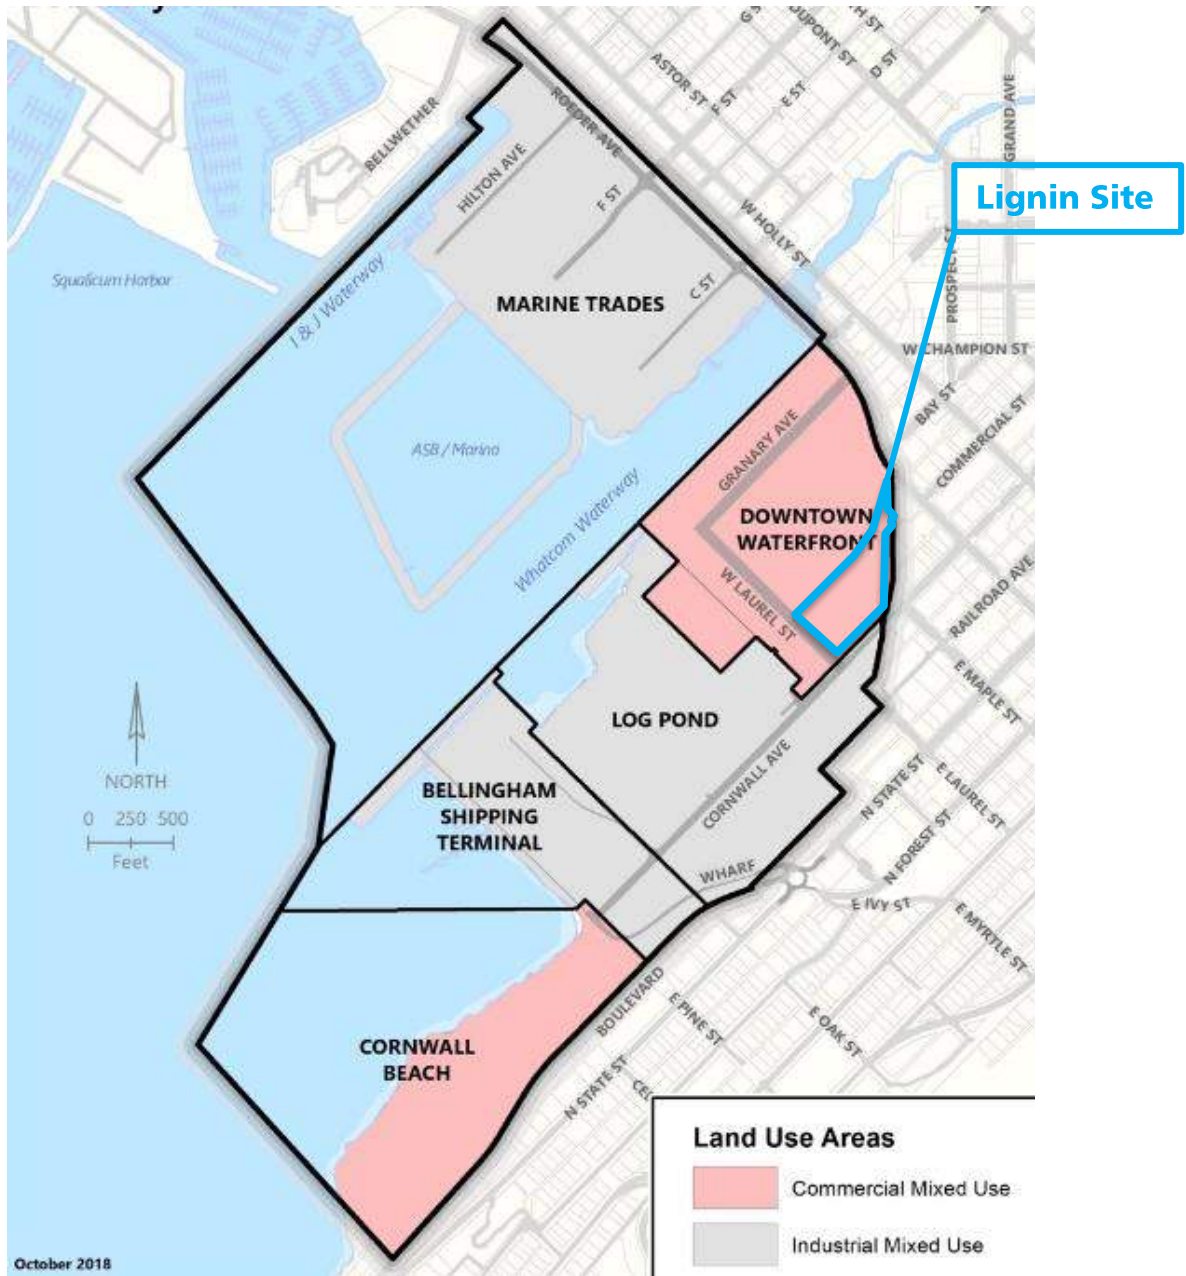 ROEDER AVE
ASTOR ST
F ST
E ST
DUPONT ST
D ST
GRAND AVE
BELLWETHER
HILTON AVE
F ST
W HOLLY ST
Lignin Site
PROSPECT ST
Squalicum Harbor
I & J Waterway
MARINE TRADES
C ST
W CHAMPION ST
BAY ST
COMMERCIAL ST
ASB / Marina
GRANARY AVE
Whatcom Waterway
DOWNTOWN
WATERFRONT
W LAUREL ST
RAILROAD AVE
E MAPLE ST
LOG POND
NORTH
0 250 500
Feet
BELLINGHAM
SHIPPING
TERMINAL
CORNWALL AVE
N STATE ST
E LAUREL ST
N FOREST ST
WHARF
E IVY ST
E MYRTLE ST
BOULEVARD
E PINE ST
E OAK ST
CORNWALL
BEACH
N STATE ST
Land Use Areas
Commercial Mixed Use
Industrial Mixed Use
October 2018